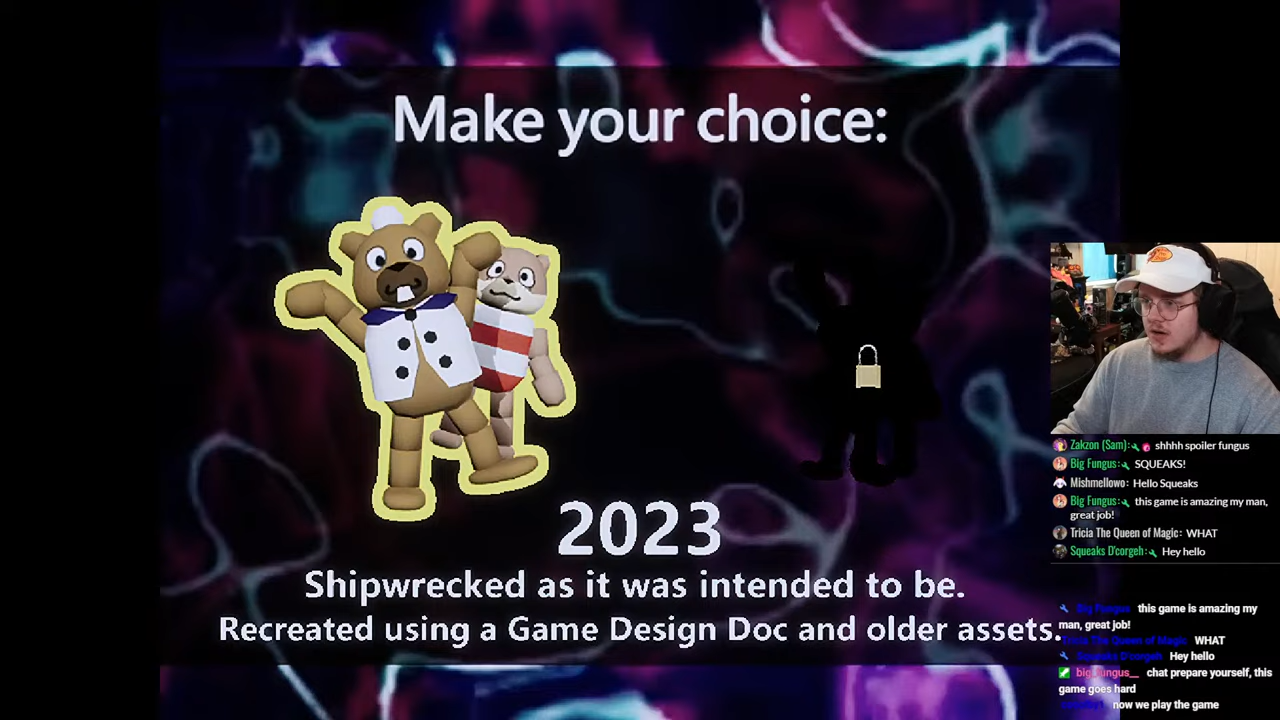 Make your choice:
2023
Shipwrecked as it was intended to be.
Recreated using a Game Design Doc and older assets.
Zakzon (Sam): shhhh spoiler fungus
Big Fungus: SQUEAKS!
Mishmellowo: Hello Squeaks
Big Fungus: this game is amazing my man,
great job!
Tricia The Queen of Magic: WHAT
Squeaks D'corgeh: Hey hello
Big Fungus this game is amazing my
man, great job!
Tricia The Queen of Magic WHAT
Squeaks D'corgeh Hey hello
big_fungus__ chat prepare yourself, this
game goes hard
now we play the game